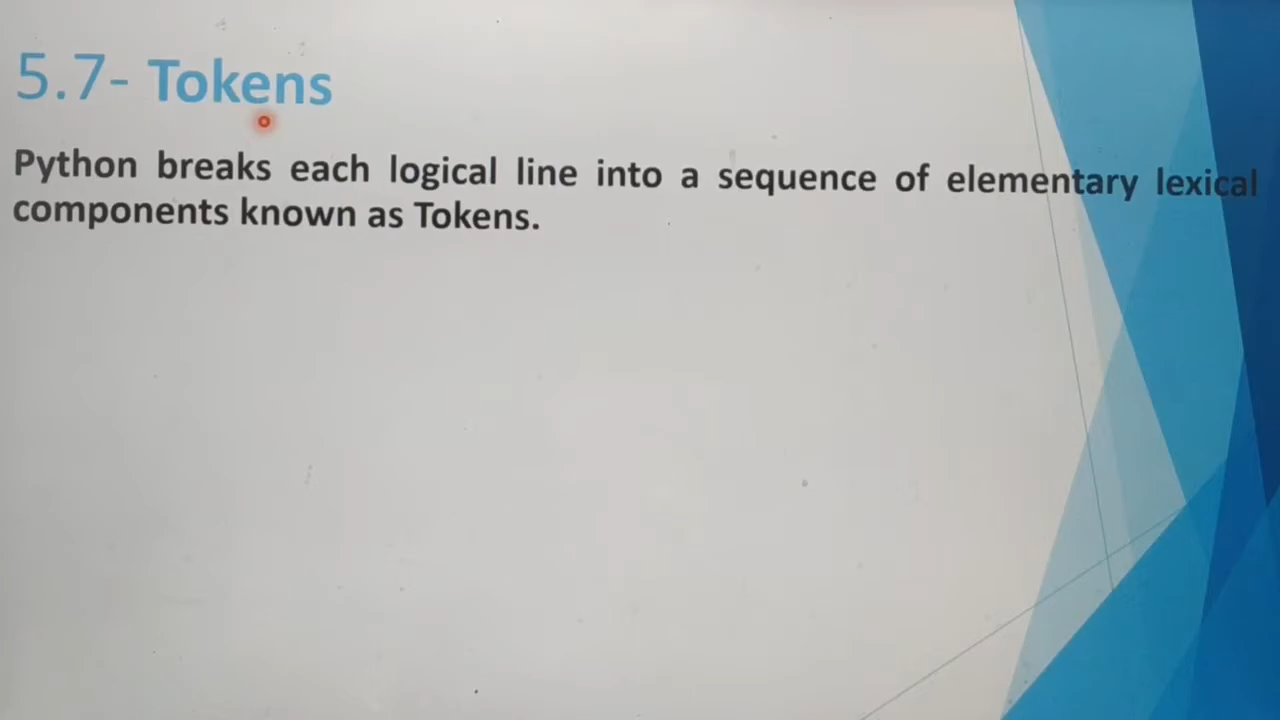 5.7- Tokens
Python breaks each logical line into a sequence of elementary lexical
components known as Tokens.